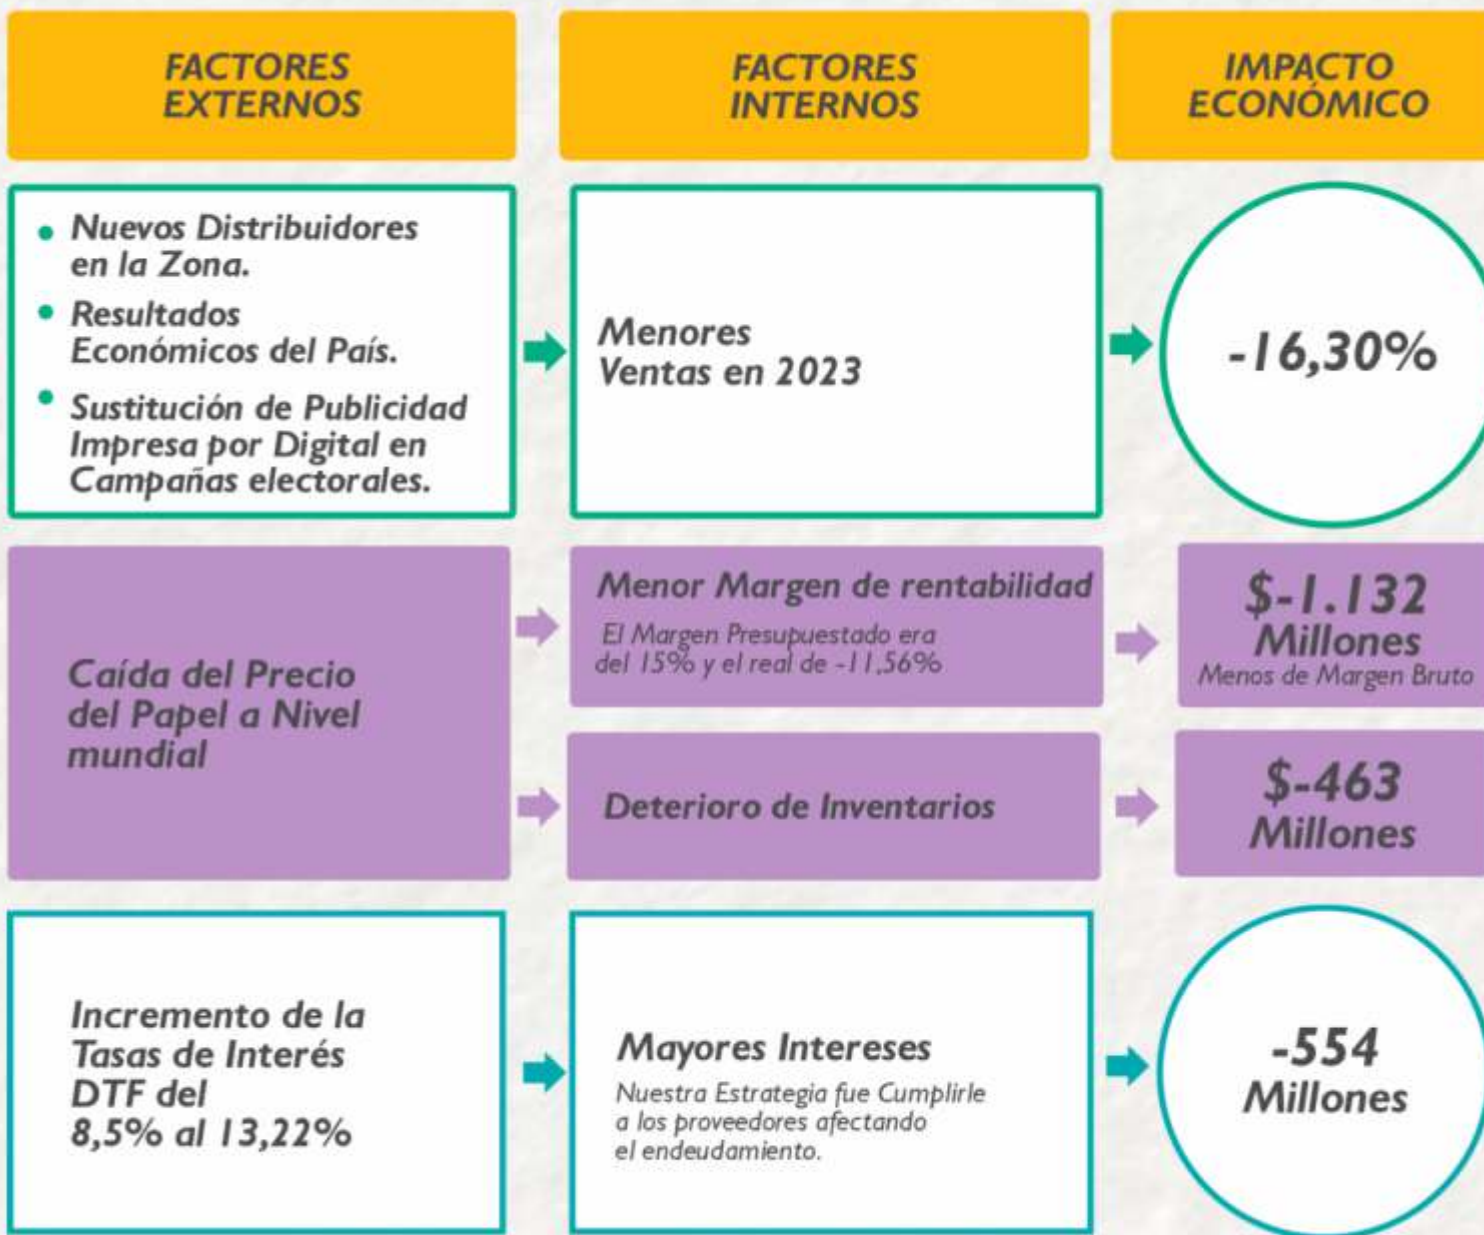 FACTORES
EXTERNOS
FACTORES
INTERNOS
IMPACTO
ECONÓMICO
Nuevos Distribuidores
en la Zona.
Resultados
Económicos del País.
Sustitución de Publicidad
Impresa por Digital en
Campañas electorales.
Menores
Ventas en 2023
-16,30%
Caída del Precio
del Papel a Nivel
mundial
Menor Margen de rentabilidad
El Margen Presupuestado era
del 15% y el real de -11,56%
$-1.132
Millones
Menos de Margen Bruto
Deterioro de Inventarios
$-463
Millones
Incremento de la
Tasas de Interés
DTF del
8,5% al 13,22%
Mayores Intereses
Nuestra Estrategia fue Cumplirle
a los proveedores afectando
el endeudamiento.
-554
Millones